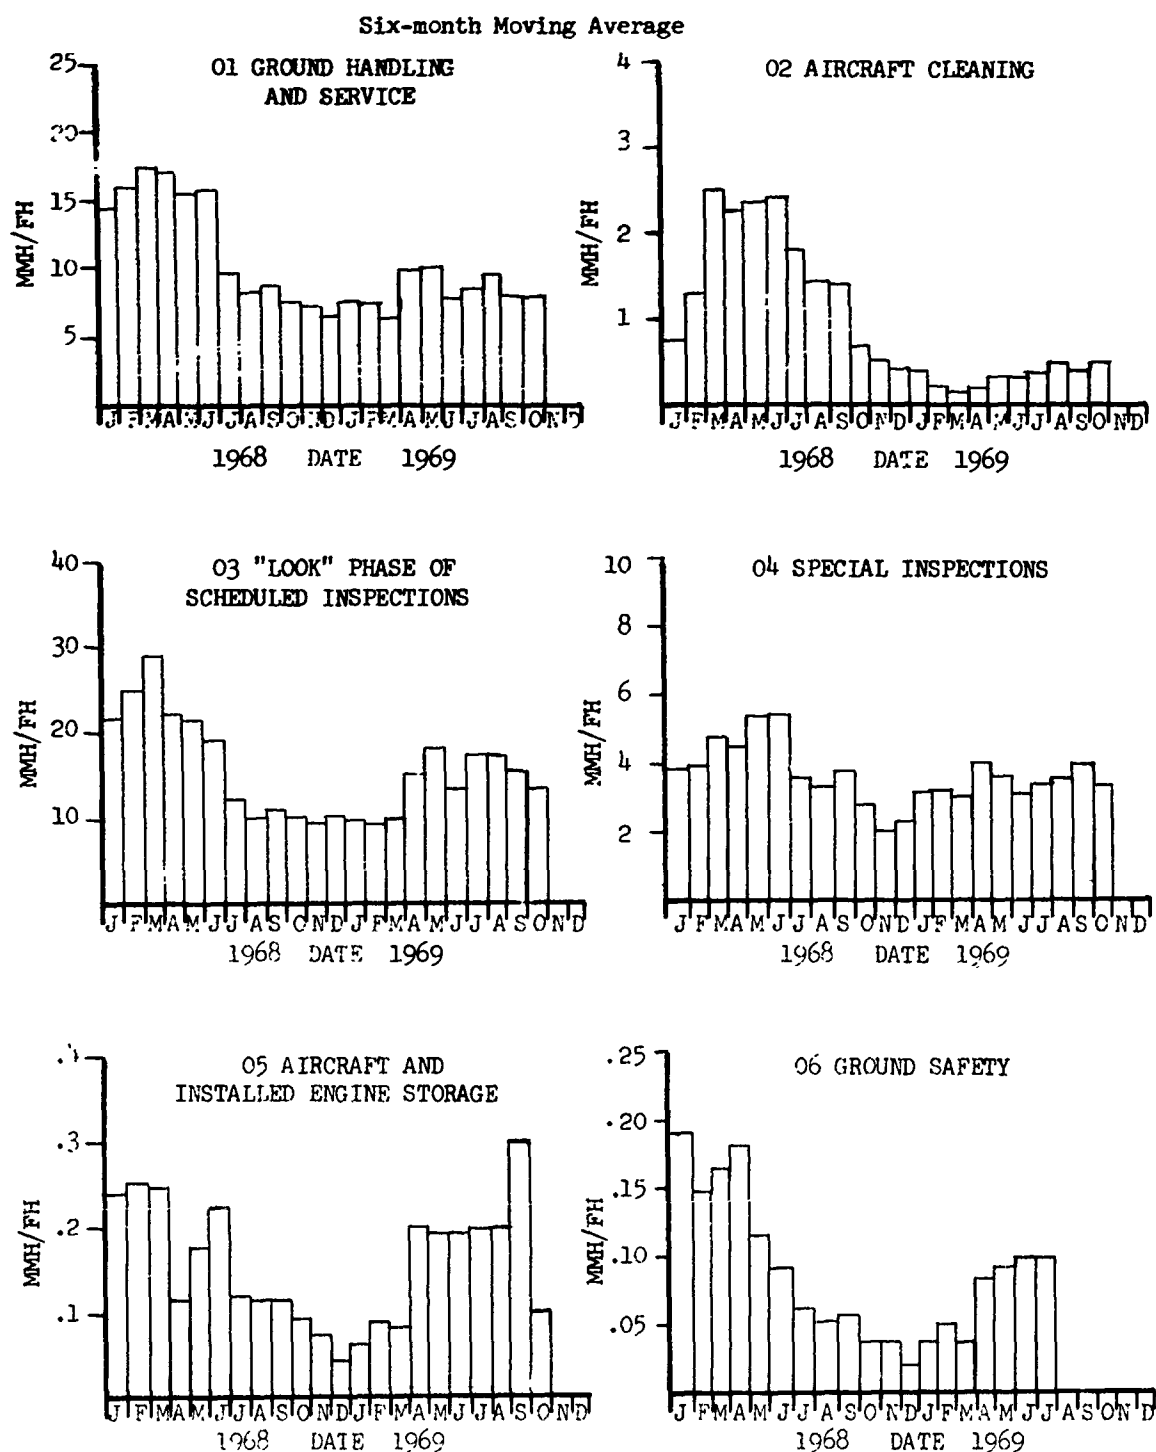 Six-month Moving Average
01 GROUND HANDLING
AND SERVICE
25
20
15
10
5
MMH/FH
J F M A M J J A S O N D J F M A M J J A S O N D
1968 DATE 1969
02 AIRCRAFT CLEANING
4
3
2
1
MMH/FH
J F M A M J J A S O N D J F M A M J J A S O N D
1968 DATE 1969
03 "LOOK" PHASE OF
SCHEDULED INSPECTIONS
40
30
20
10
MMH/FH
J F M A M J J A S O N D J F M A M J J A S O N D
1968 DATE 1969
04 SPECIAL INSPECTIONS
10
8
6
4
2
MMH/FH
J F M A M J J A S O N D J F M A M J J A S O N D
1968 DATE 1969
05 AIRCRAFT AND
INSTALLED ENGINE STORAGE
.4
.3
.2
.1
MMH/FH
J F M A M J J A S O N D J F M A M J J A S O N D
1968 DATE 1969
06 GROUND SAFETY
.25
.20
.15
.10
.05
MMH/FH
J F M A M J J A S O N D J F M A M J J A S O N D
1968 DATE 1969